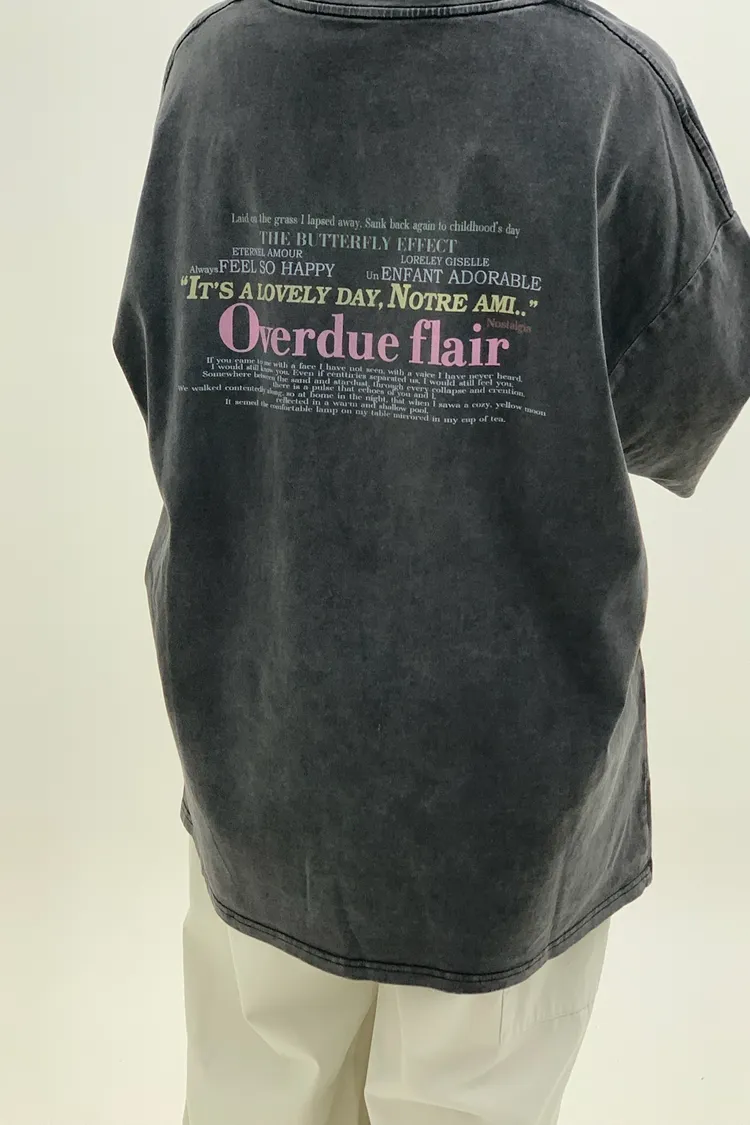 Laid on the grass I lapsed away, Sank back again to childhood's day
THE BUTTERFLY EFFECT
ETERNEL AMOUR LORELEY GISELLE
Always FEEL SO HAPPY un ENFANT ADORABLE
“IT'S A LOVELY DAY, NOTRE AMI..”
Nostalgia
Overdue flair
If you came to me with a face I have not seen, with a voice I have never heard,
I would still know you. Even if centuries separated us, I would still feel you.
Somewhere between the sand and stardust, through every collapse and creation,
there is a pulse that echoes of you and I.
We walked contentedly along, so at home in the night, that when I sawa a cozy, yellow moon
reflected in a warm and shallow pool,
It semed the comfortable lamp on my table mirrored in my cup of tea.